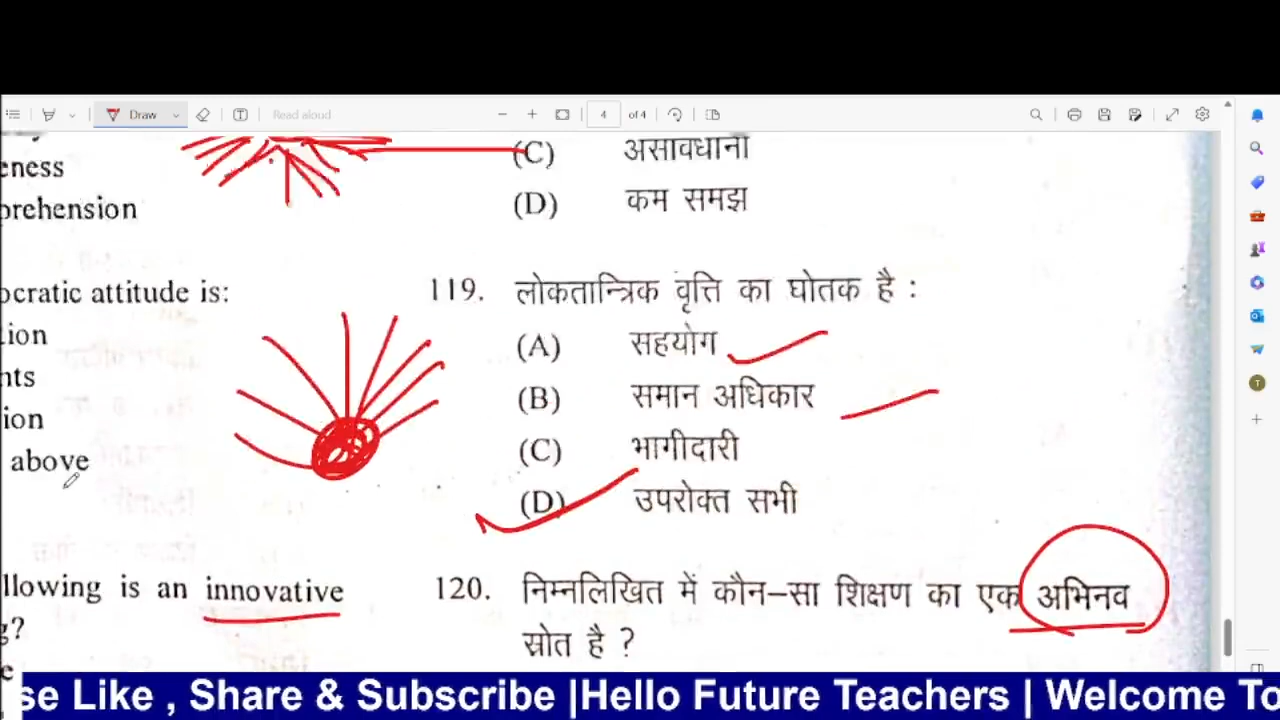 Draw
Read aloud
4 of 4
eness
prehension
(C) असावधानी
(D) कम समझ
ocratic attitude is:
tion
nts
ion
above
119. लोकतान्त्रिक वृत्ति का घोतक है :
(A) सहयोग
(B) समान अधिकार
(C) भागीदारी
(D) उपरोक्त सभी
llowing is an innovative
g?
e
120. निम्नलिखित में कौन-सा शिक्षण का एक अभिनव
स्रोत है ?
se Like , Share & Subscribe |Hello Future Teachers | Welcome To